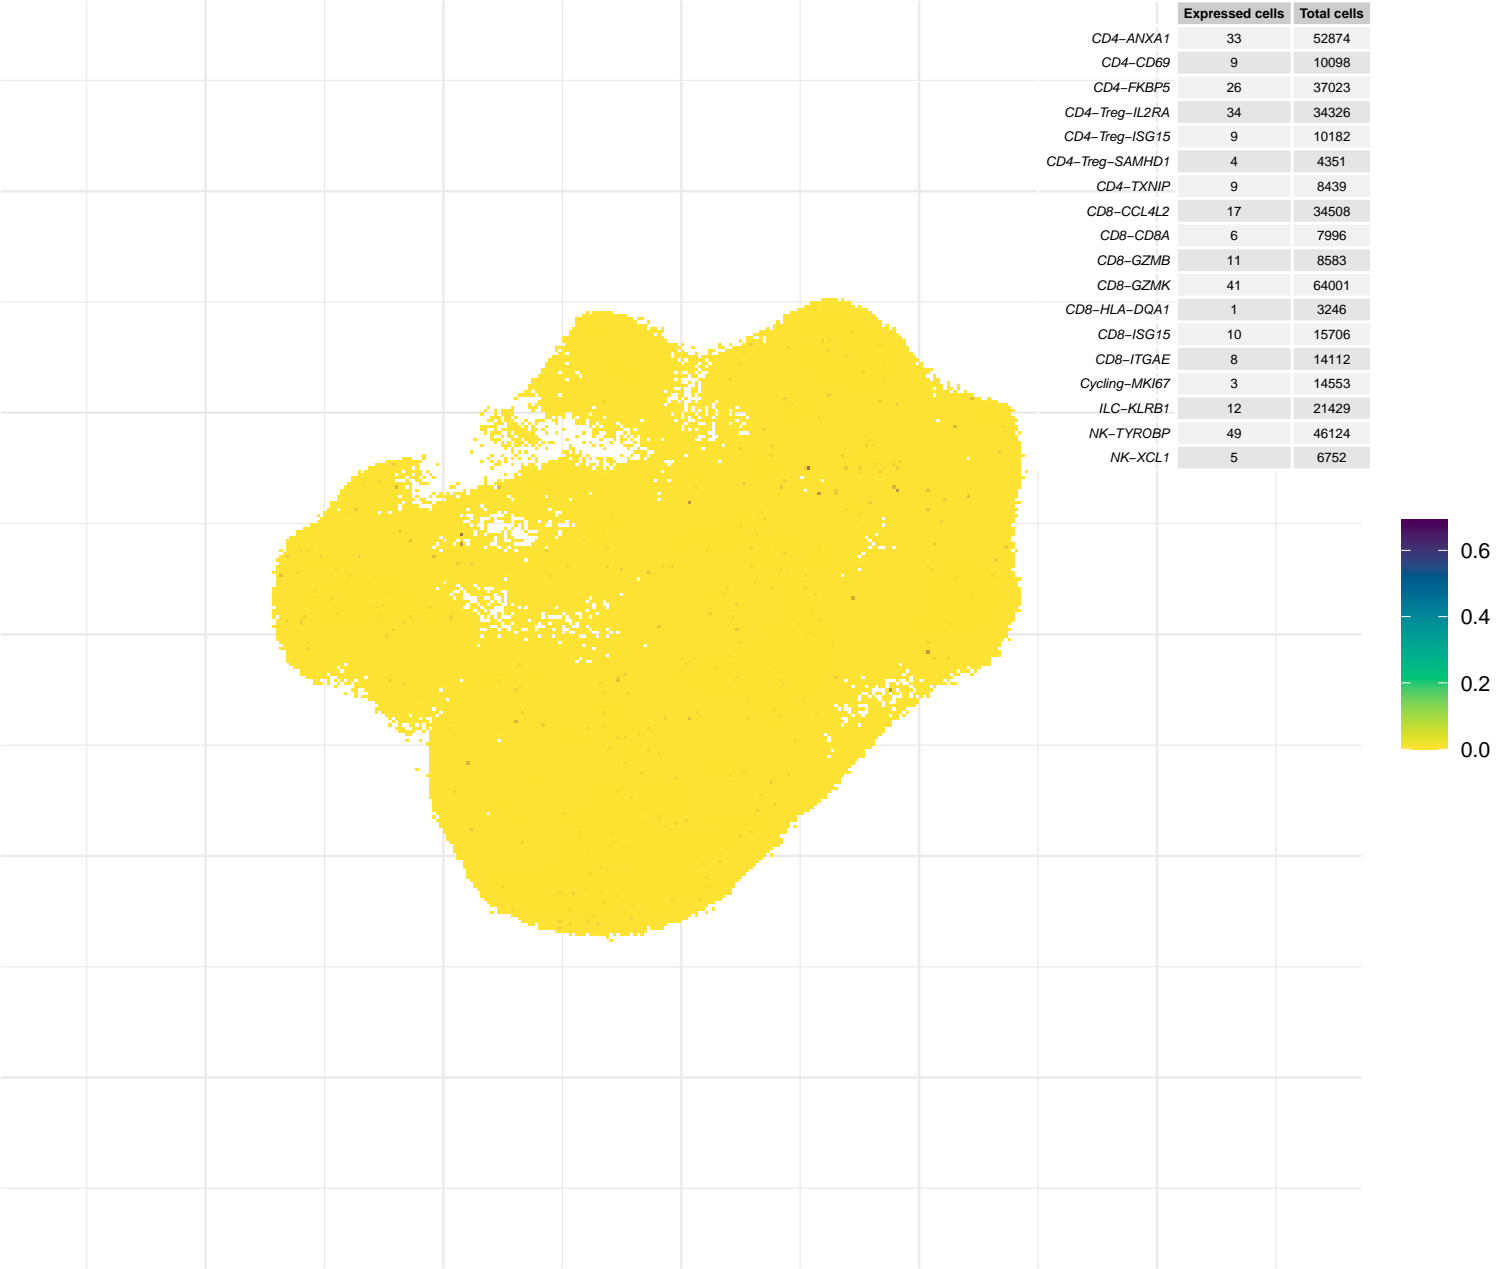 Expressed cells Total cells
CD4−ANXA1 33 52874
CD4−CD69 9 10098
CD4−FKBP5 26 37023
CD4−Treg−IL2RA 34 34326
CD4−Treg−ISG15 9 10182
CD4−Treg−SAMHD1 4 4351
CD4−TXNIP 9 8439
CD8−CCL4L2 17 34508
CD8−CD8A 6 7996
CD8−GZMB 11 8583
CD8−GZMK 41 64001
CD8−HLA−DQA1 1 3246
CD8−ISG15 10 15706
CD8−ITGAE 8 14112
Cycling−MKI67 3 14553
ILC−KLRB1 12 21429
NK−TYROBP 49 46124
NK−XCL1 5 6752
0.6
0.4
0.2
0.0